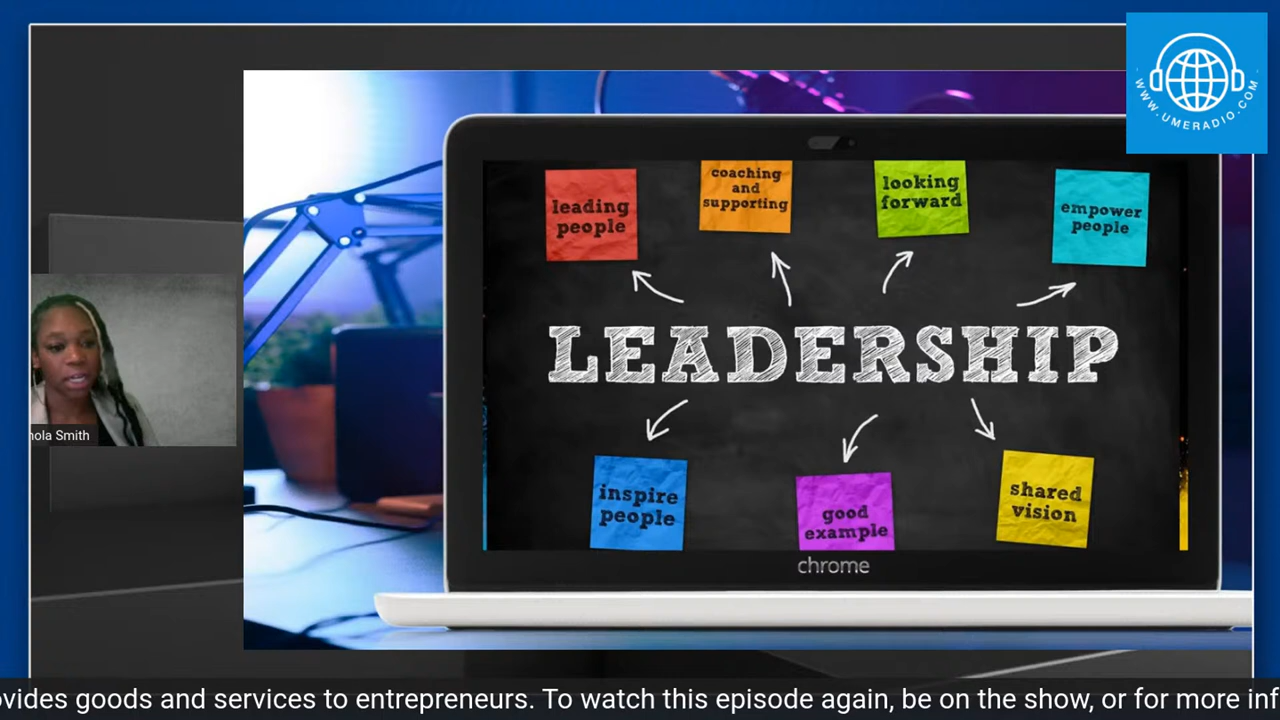 WWW.UMERADIO.COM
coaching
and
supporting
looking
forward
leading
people
empower
people
LEADERSHIP
inspire
people
good
example
shared
vision
chrome
nola Smith
ovides goods and services to entrepreneurs. To watch this episode again, be on the show, or for more inf